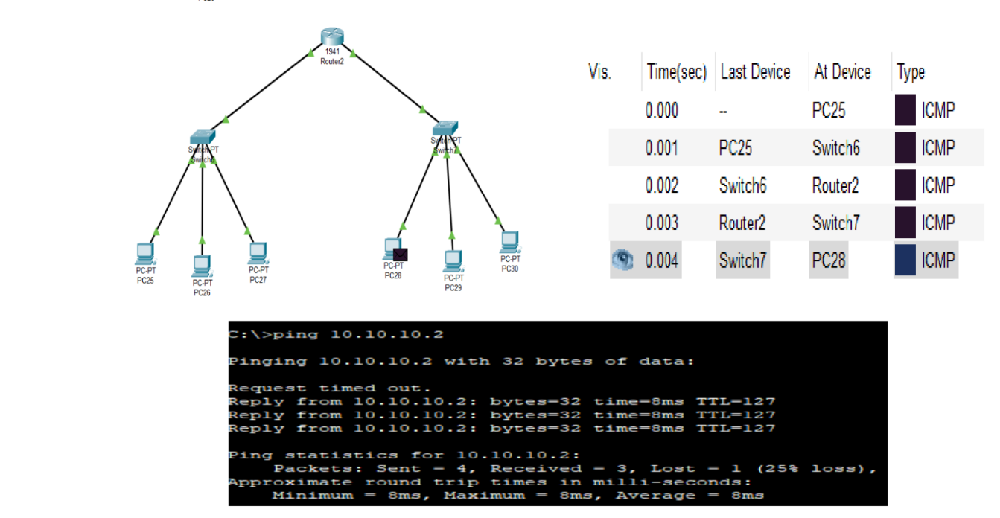 1941
Router2
Switch-PT
Switch6
Switch-PT
Switch7
PC-PT
PC25
PC-PT
PC26
PC-PT
PC27
PC-PT
PC28
PC-PT
PC29
PC-PT
PC30
Vis. Time(sec) Last Device At Device Type
0.000 -- PC25 ICMP
0.001 PC25 Switch6 ICMP
0.002 Switch6 Router2 ICMP
0.003 Router2 Switch7 ICMP
0.004 Switch7 PC28 ICMP
C:\>ping 10.10.10.2
Pinging 10.10.10.2 with 32 bytes of data:
Request timed out.
Reply from 10.10.10.2: bytes=32 time=8ms TTL=127
Reply from 10.10.10.2: bytes=32 time=8ms TTL=127
Reply from 10.10.10.2: bytes=32 time=8ms TTL=127
Ping statistics for 10.10.10.2:
Packets: Sent = 4, Received = 3, Lost = 1 (25% loss),
Approximate round trip times in milli-seconds:
Minimum = 8ms, Maximum = 8ms, Average = 8ms